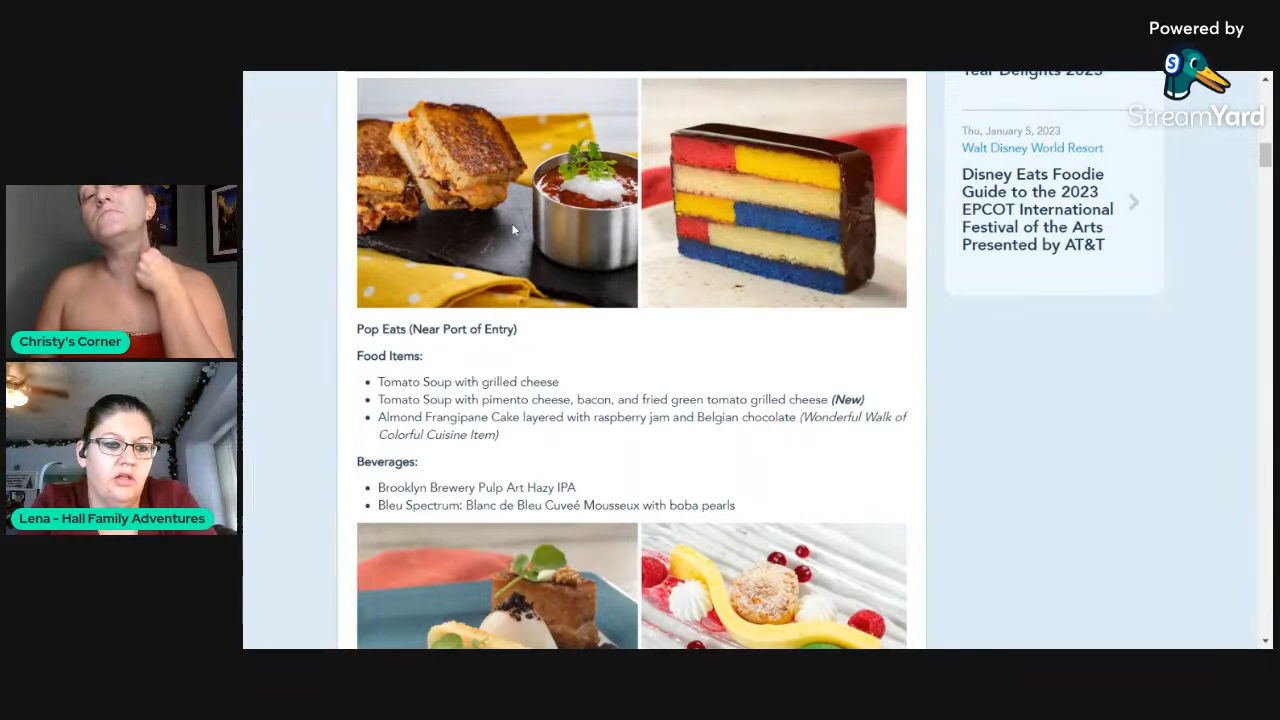 Powered by
S
StreamYard
Year Delights 2023
Thu, January 5, 2023
Walt Disney World Resort
Disney Eats Foodie
Guide to the 2023
EPCOT International
Festival of the Arts
Presented by AT&T
Christy's Corner
Lena - Hall Family Adventures
Pop Eats (Near Port of Entry)
Food Items:
• Tomato Soup with grilled cheese
• Tomato Soup with pimento cheese, bacon, and fried green tomato grilled cheese (New)
• Almond Frangipane Cake layered with raspberry jam and Belgian chocolate (Wonderful Walk of
Colorful Cuisine Item)
Beverages:
• Brooklyn Brewery Pulp Art Hazy IPA
• Bleu Spectrum: Blanc de Bleu Cuveé Mousseux with boba pearls